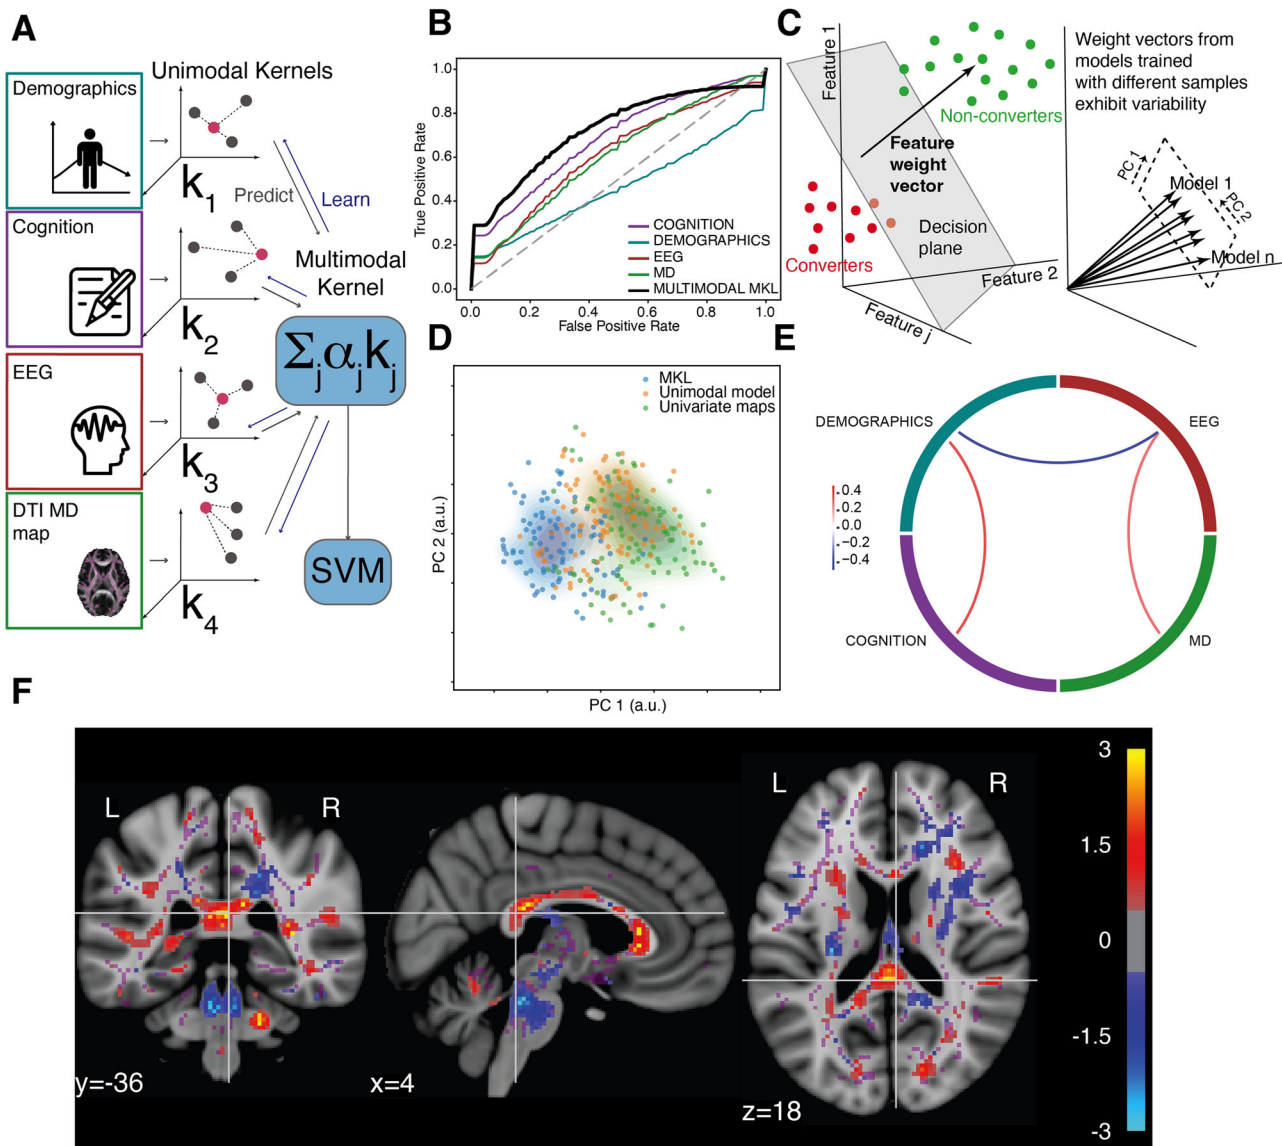 A
Unimodal Kernels
Demographics
k1
Predict
Learn
Cognition
k2
Multimodal
Kernel
Σjαjkj
EEG
k3
DTI MD
map
k4
SVM
B
True Positive Rate
1.0
0.8
0.6
0.4
0.2
0.0
COGNITION
DEMOGRAPHICS
EEG
MD
MULTIMODAL MKL
0.0
0.2
0.4
0.6
0.8
1.0
False Positive Rate
C
Feature 1
Non-converters
Feature
weight
vector
Decision
plane
Converters
Feature 2
Feature j
Weight vectors from
models trained
with different samples
exhibit variability
PC 1
Model 1
PC 2
Model n
D
MKL
Unimodal model
Univariate maps
PC 2 (a.u.)
PC 1 (a.u.)
E
DEMOGRAPHICS
EEG
0.4
0.2
0.0
-0.2
-0.4
COGNITION
MD
F
L
R
y=-36
x=4
L
R
z=18
3
1.5
0
-1.5
-3